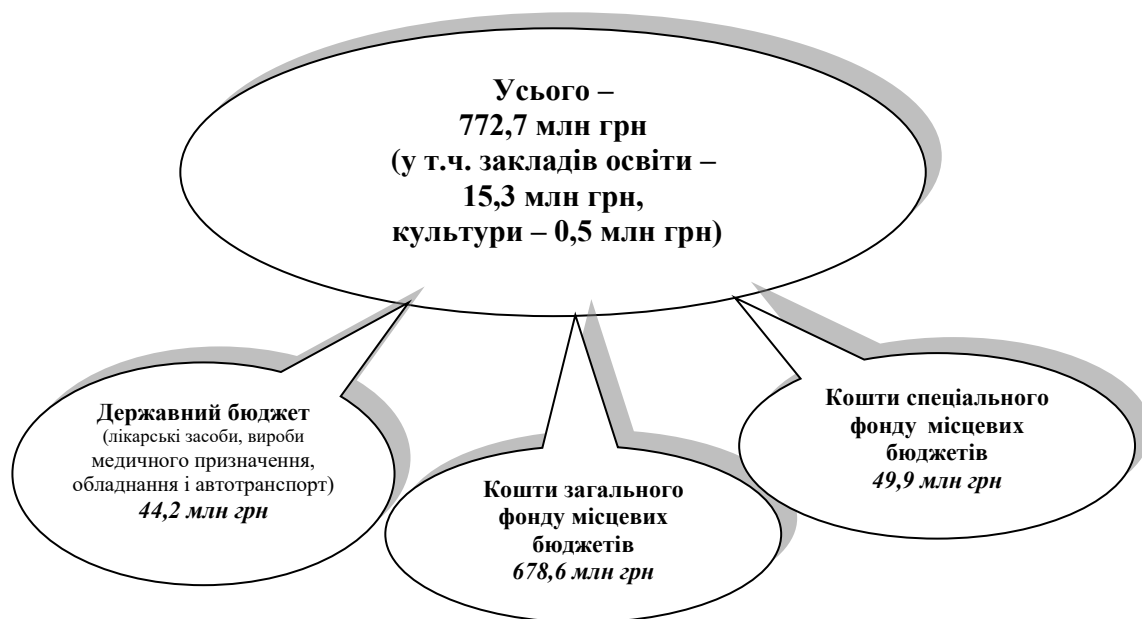 Усього –
772,7 млн грн
(у т.ч. закладів освіти –
15,3 млн грн,
культури – 0,5 млн грн)
Державний бюджет
(лікарські засоби, вироби
медичного призначення,
обладнання і автотранспорт)
44,2 млн грн
Кошти загального
фонду місцевих
бюджетів
678,6 млн грн
Кошти спеціального
фонду місцевих
бюджетів
49,9 млн грн